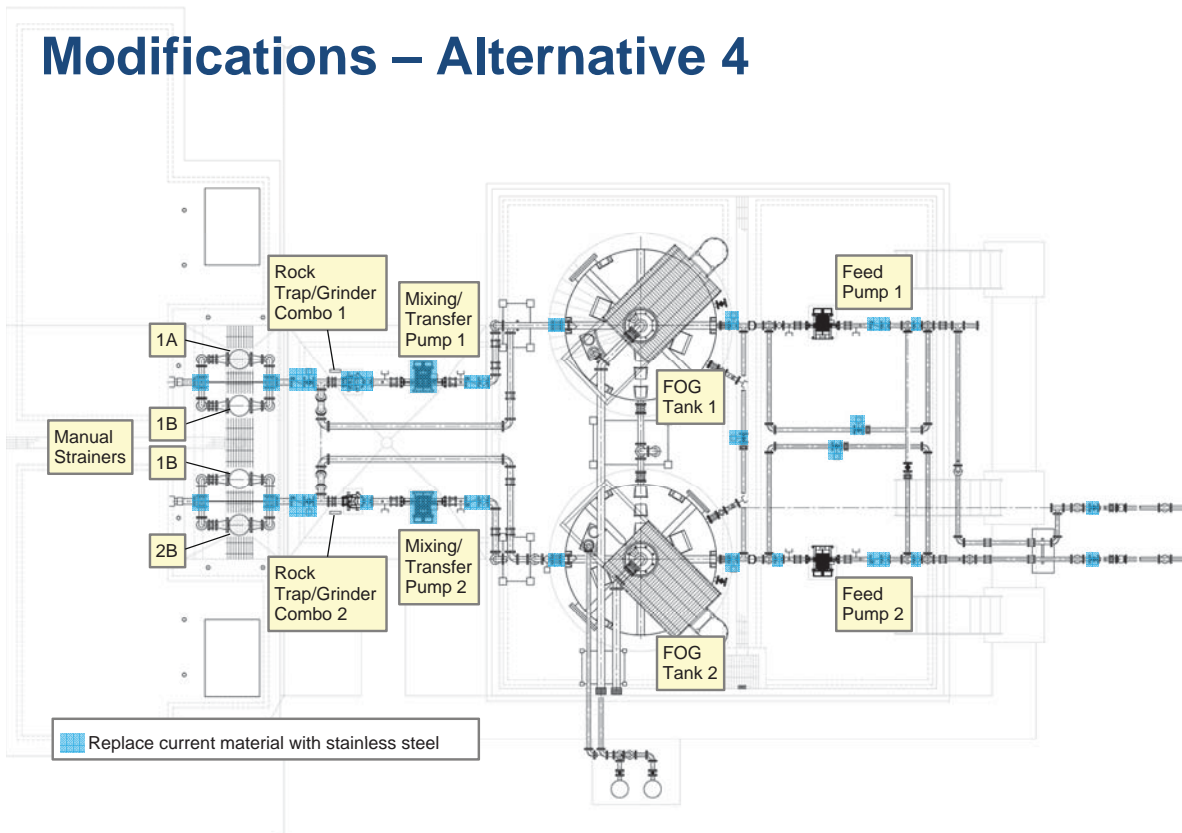 Modifications – Alternative 4
Rock
Trap/Grinder
Combo 1
Mixing/
Transfer
Pump 1
Feed
Pump 1
1A
1B
Manual
Strainers
1B
2B
FOG
Tank 1
Rock
Trap/Grinder
Combo 2
Mixing/
Transfer
Pump 2
Feed
Pump 2
FOG
Tank 2
Replace current material with stainless steel